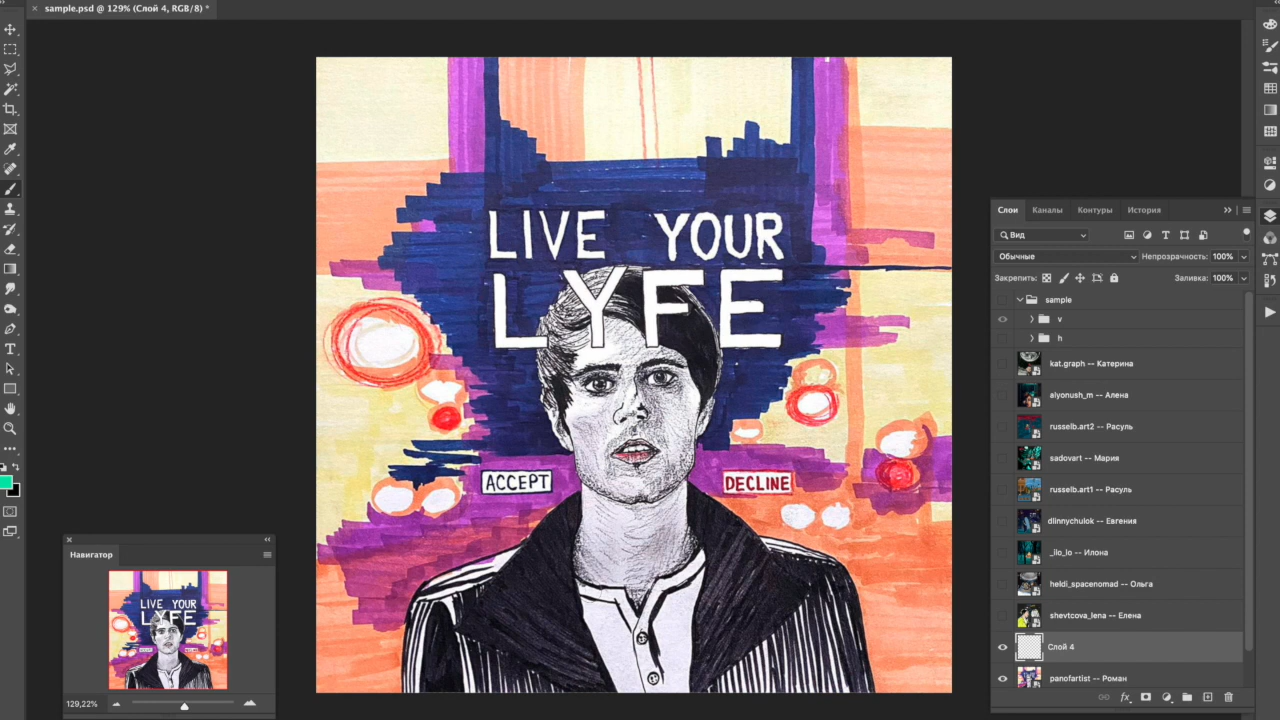 sample.psd @ 129% (Слой 4, RGB/8) *
LIVE YOUR
LYFE
ACCEPT
DECLINE
Навигатор
LIVE YOUR
LYFE
129,22%
Слои Каналы Контуры История
Вид
Обычные Непрозрачность: 100%
Закрепить: Заливка: 100%
sample
v
h
kat.graph -- Катерина
alyonush_m -- Алена
russelb.art2 -- Расуль
sadovart -- Мария
russelb.art1 -- Расуль
dlinnychulok -- Евгения
_ilo_lo -- Илона
heldi_spacenomad -- Ольга
shevtcova_lena -- Елена
Слой 4
panofartist -- Роман
fx